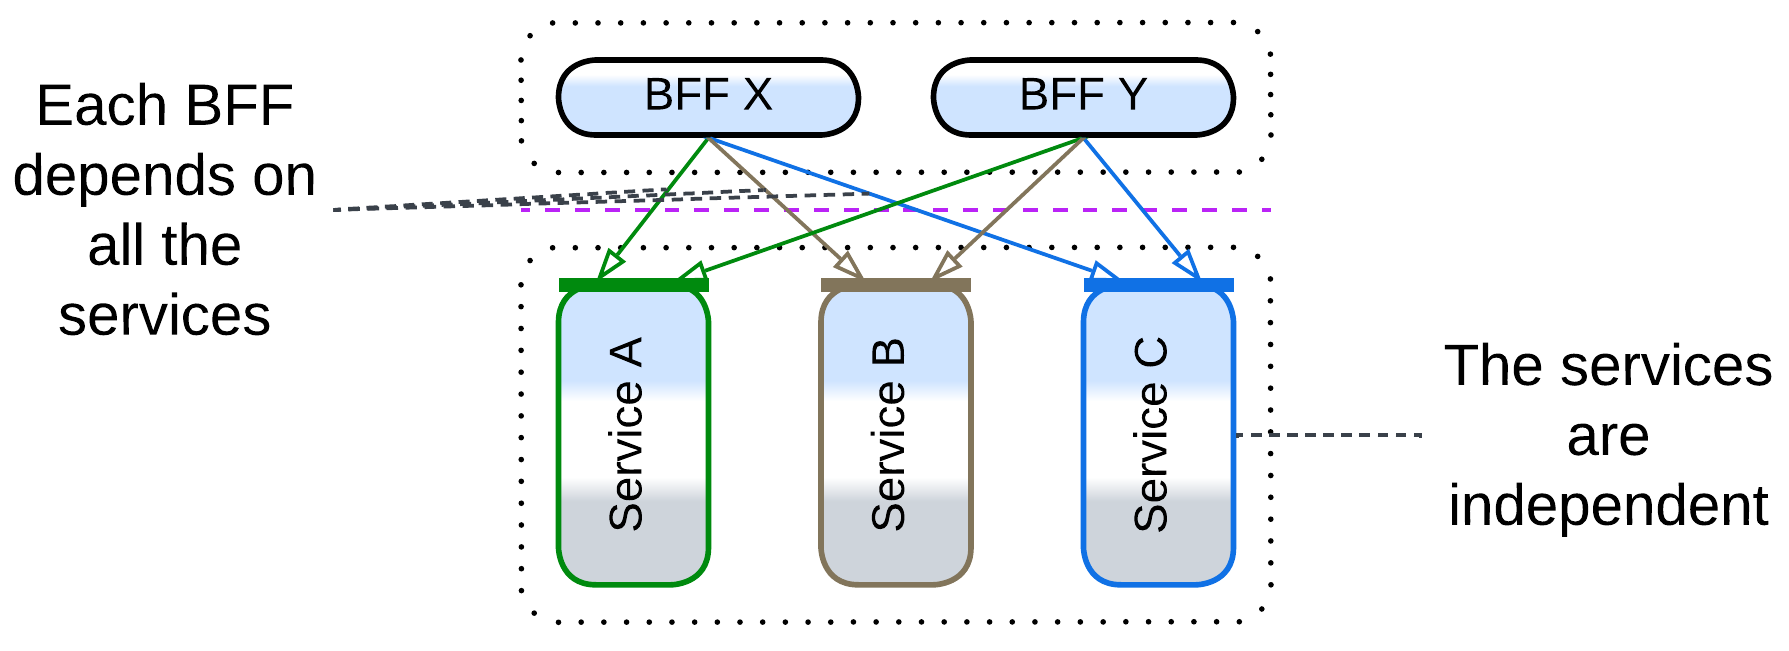 BFF X
BFF Y
Each BFF
depends on
all the
services
Service A
Service B
Service C
The services
are
independent